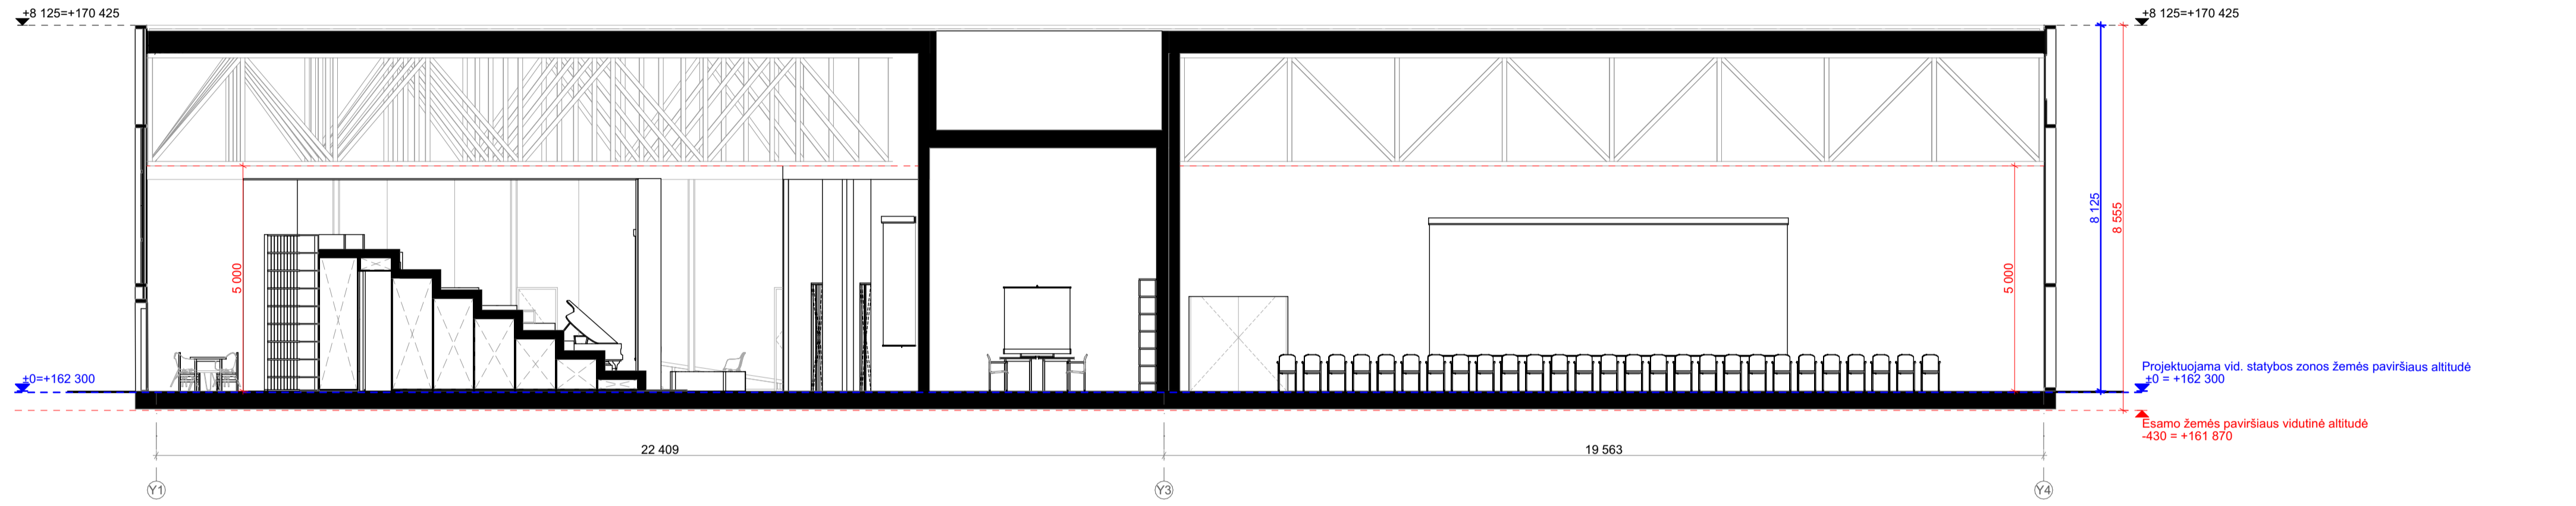 +8 125=+170 425
+8 125=+170 425
8 125
8 555
5 000
5 000
±0=+162 300
Projektuojama vid. statybos zonos žemės paviršiaus altitudė
±0 = +162 300
Esamo žemės paviršiaus vidutinė altitudė
-430 = +161 870
22 409
19 563
Y1
Y3
Y4